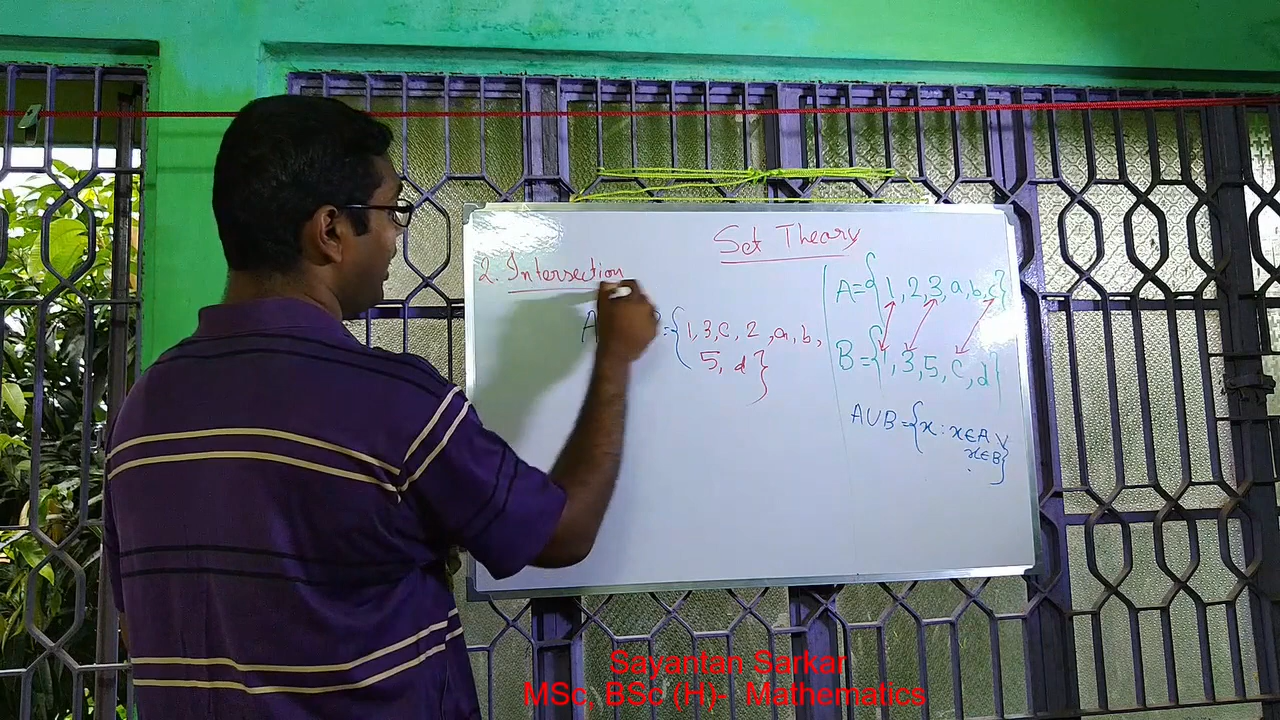 Set Theory
2. Intersection
A = {1, 3, c, 2, a, b,
5, d}
A = {1, 2, 3, a, b, c}
B = {1, 3, 5, c, d}
A∪B = {x : x∈A ∨
x∈B}
Sayantan Sarkar
MSc, BSc (H)- Mathematics